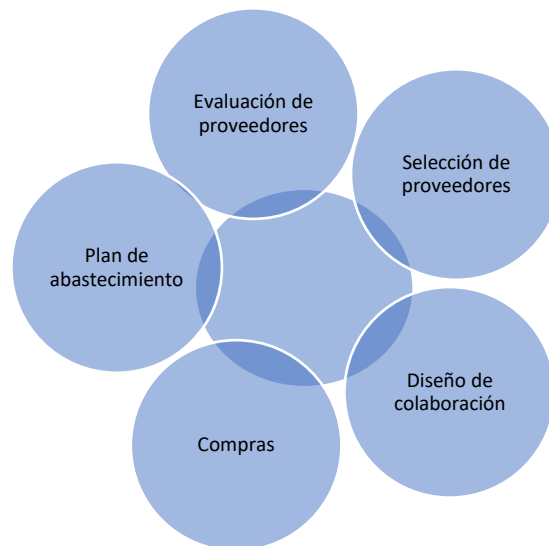 Evaluación de
proveedores
Selección de
proveedores
Plan de
abastecimiento
Diseño de
colaboración
Compras